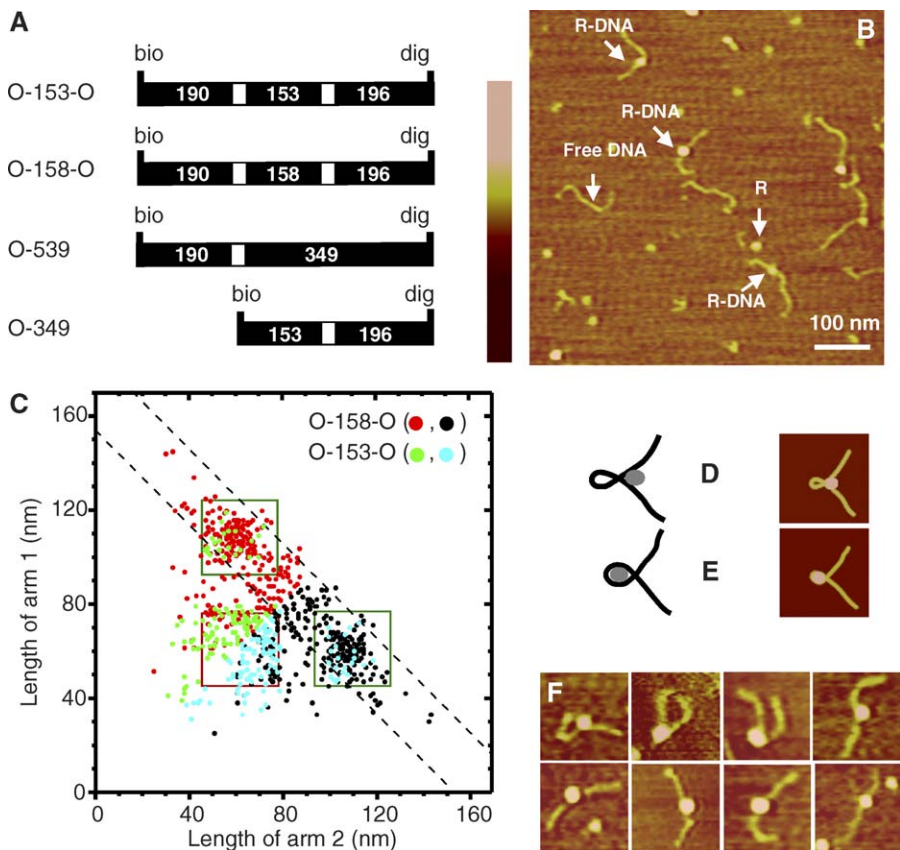 A
bio dig
O-153-O 190 153 196
bio dig
O-158-O 190 158 196
bio dig
O-539 190 349
bio dig
O-349 153 196
B
R-DNA
R-DNA
Free DNA
R
R-DNA
100 nm
C
O-158-O ( , )
O-153-O ( , )
160
120
80
40
0
Length of arm 1 (nm)
0 40 80 120 160
Length of arm 2 (nm)
D
E
F